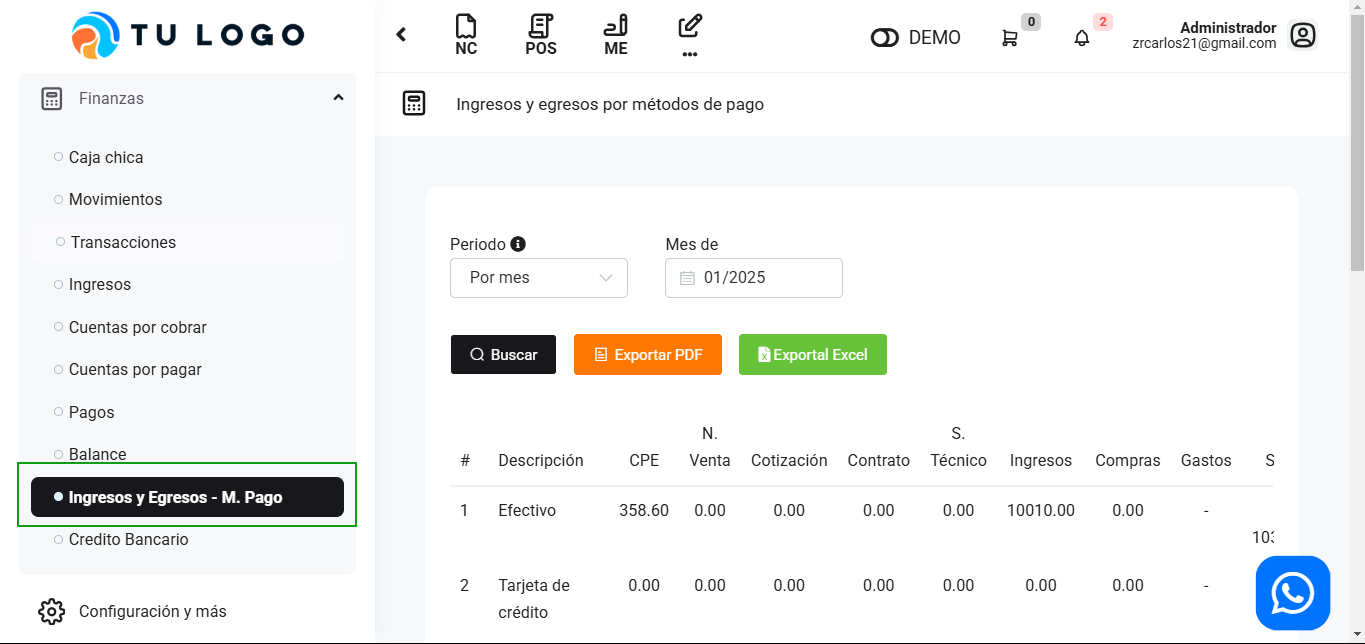 TU LOGO
Finanzas
Caja chica
Movimientos
Transacciones
Ingresos
Cuentas por cobrar
Cuentas por pagar
Pagos
Balance
Ingresos y Egresos - M. Pago
Credito Bancario
Configuración y más
NC
POS
ME
...
DEMO
0
2
Administrador
zrcarlos21@gmail.com
Ingresos y egresos por métodos de pago
Periodo
Mes de
Por mes
01/2025
Buscar
Exportar PDF
Exportal Excel
# Descripción CPE N. Venta Cotización Contrato S. Técnico Ingresos Compras Gastos S
1 Efectivo 358.60 0.00 0.00 0.00 0.00 10010.00 0.00 -
103
2 Tarjeta de crédito 0.00 0.00 0.00 0.00 0.00 0.00 0.00 -